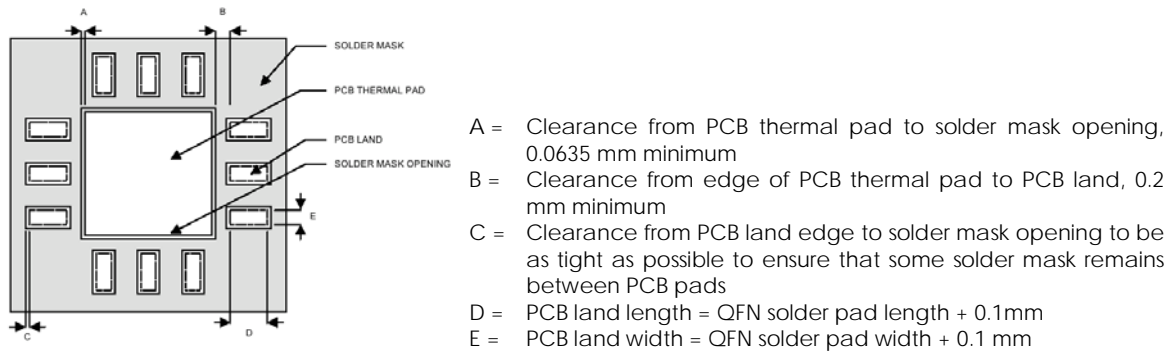 A
B
SOLDER MASK
PCB THERMAL PAD
PCB LAND
SOLDER MASK OPENING
E
C
D
A = Clearance from PCB thermal pad to solder mask opening,
0.0635 mm minimum
B = Clearance from edge of PCB thermal pad to PCB land, 0.2
mm minimum
C = Clearance from PCB land edge to solder mask opening to be
as tight as possible to ensure that some solder mask remains
between PCB pads
D = PCB land length = QFN solder pad length + 0.1mm
E = PCB land width = QFN solder pad width + 0.1 mm